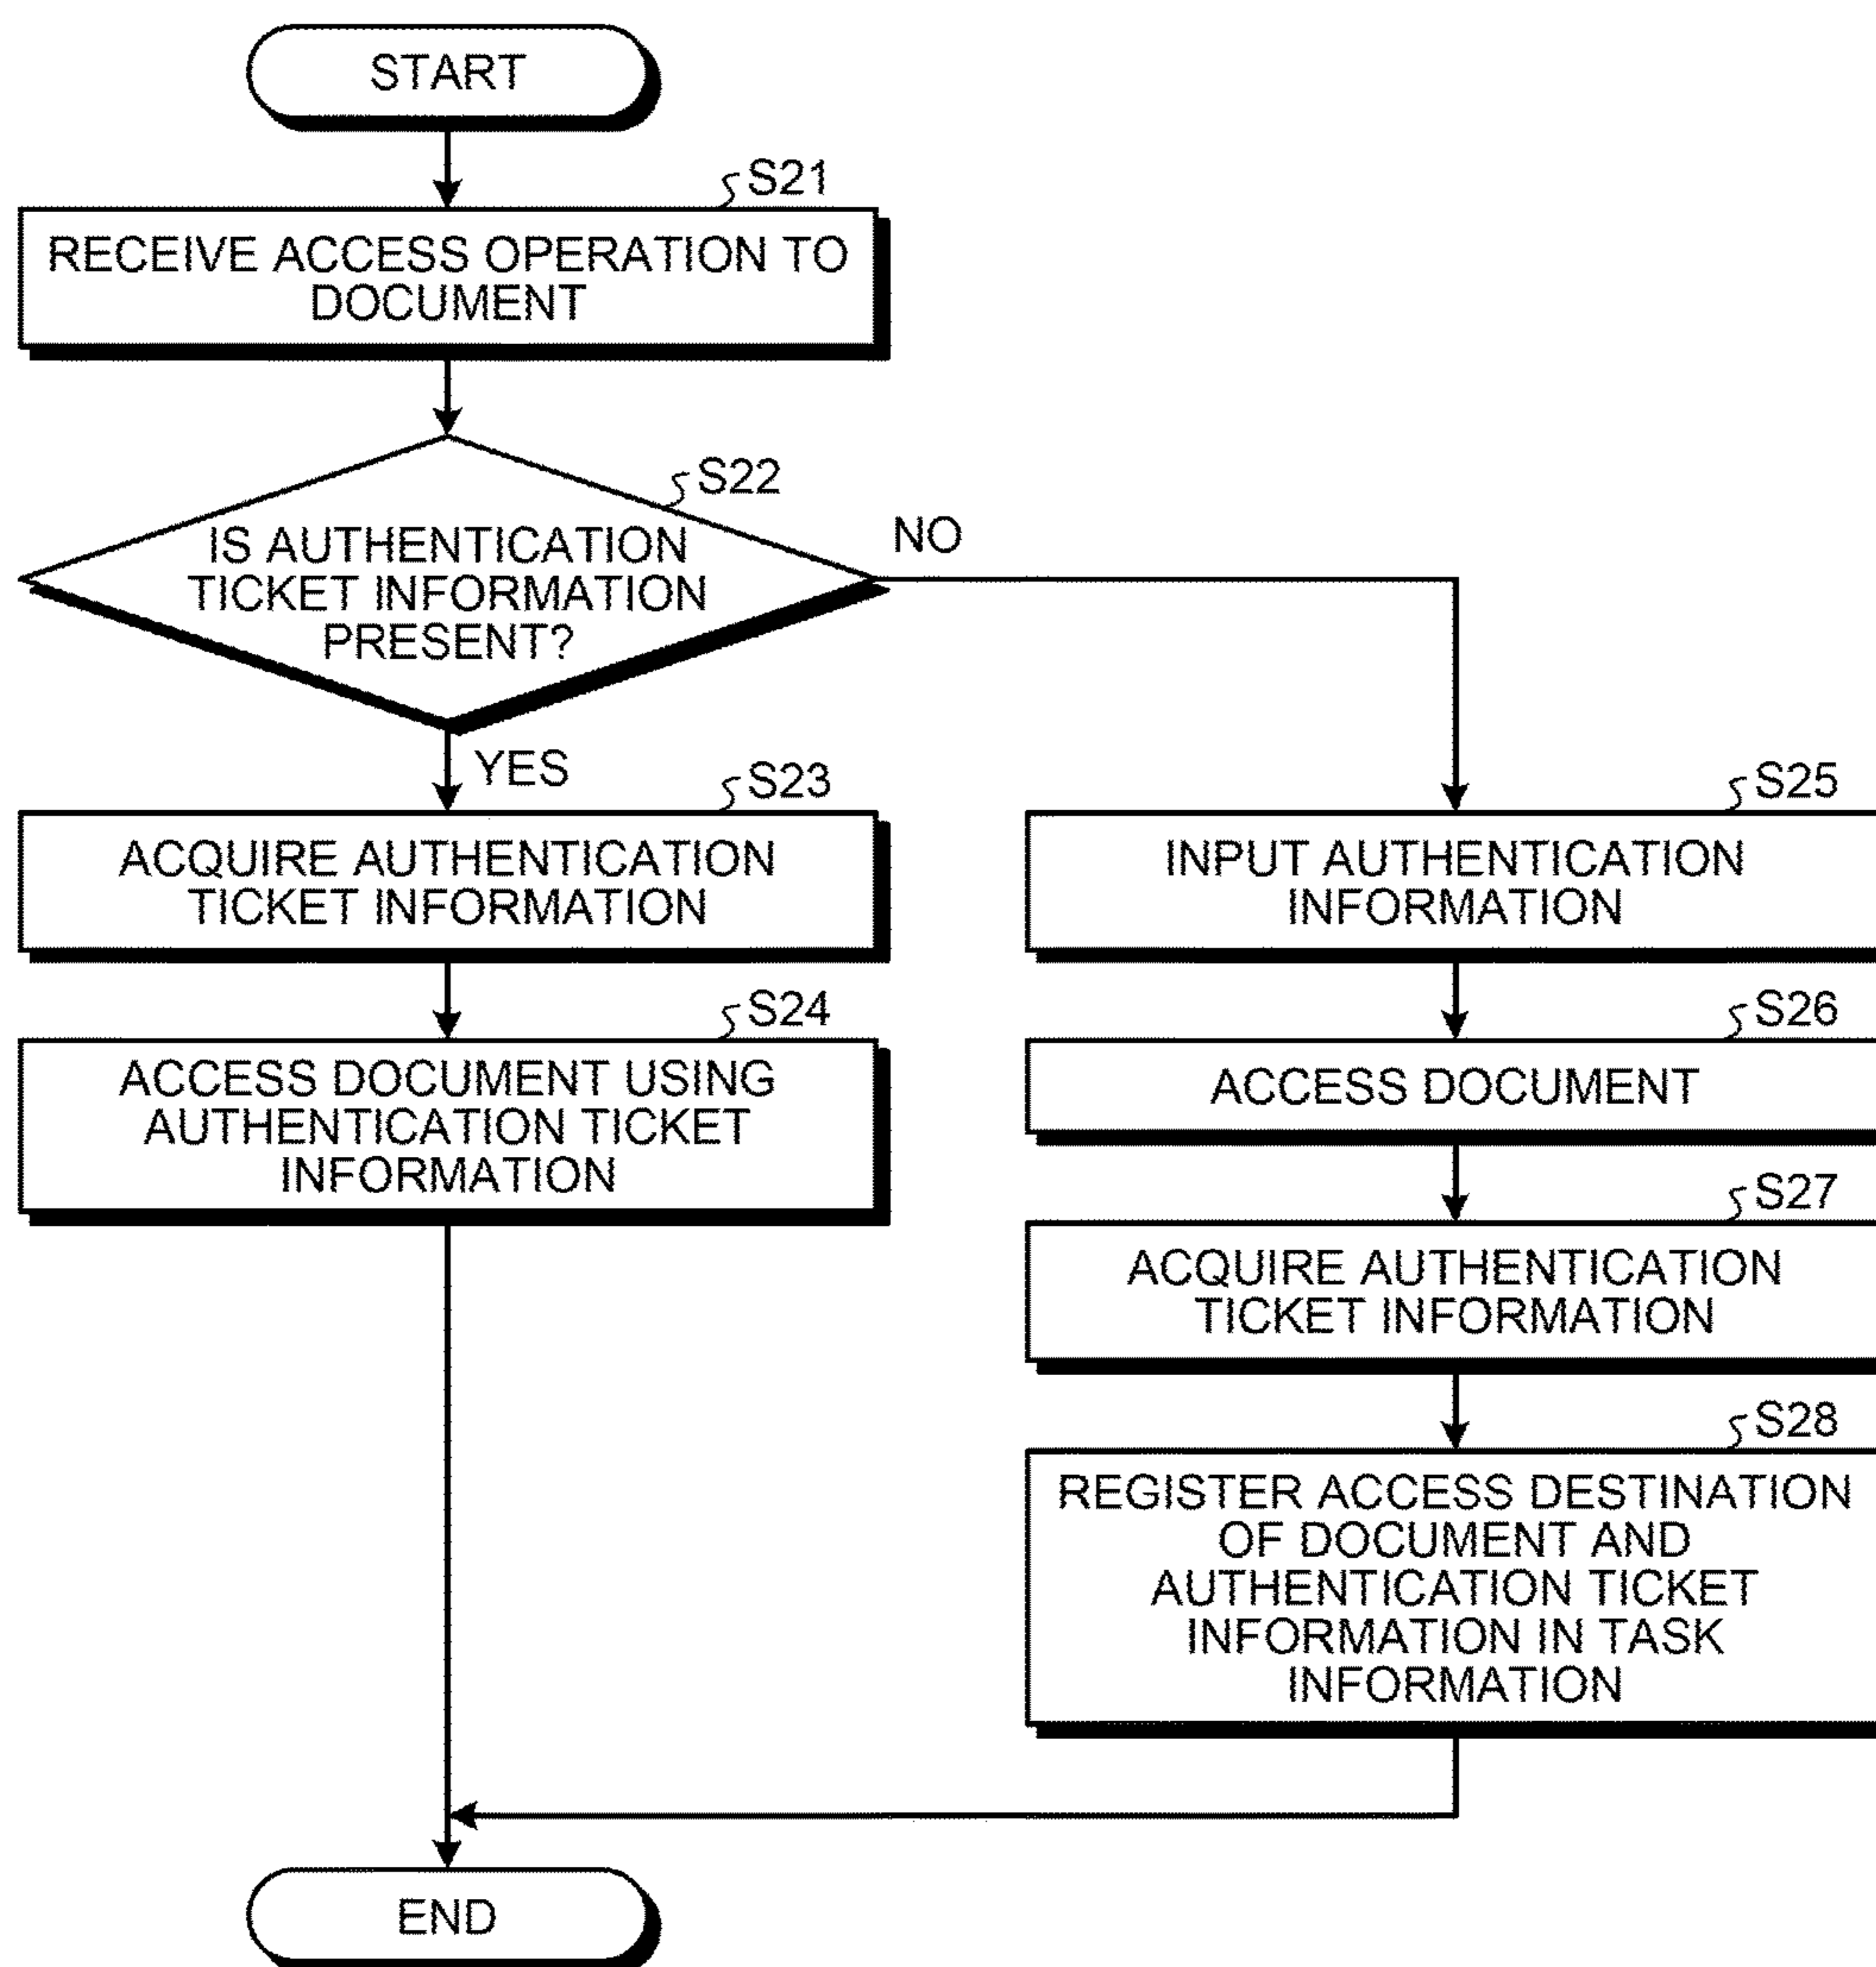 START
S21
RECEIVE ACCESS OPERATION TO
DOCUMENT
S22
IS AUTHENTICATION
TICKET INFORMATION
PRESENT?
NO
YES
S23
ACQUIRE AUTHENTICATION
TICKET INFORMATION
S24
ACCESS DOCUMENT USING
AUTHENTICATION TICKET
INFORMATION
S25
INPUT AUTHENTICATION
INFORMATION
S26
ACCESS DOCUMENT
S27
ACQUIRE AUTHENTICATION
TICKET INFORMATION
S28
REGISTER ACCESS DESTINATION
OF DOCUMENT AND
AUTHENTICATION TICKET
INFORMATION IN TASK
INFORMATION
END